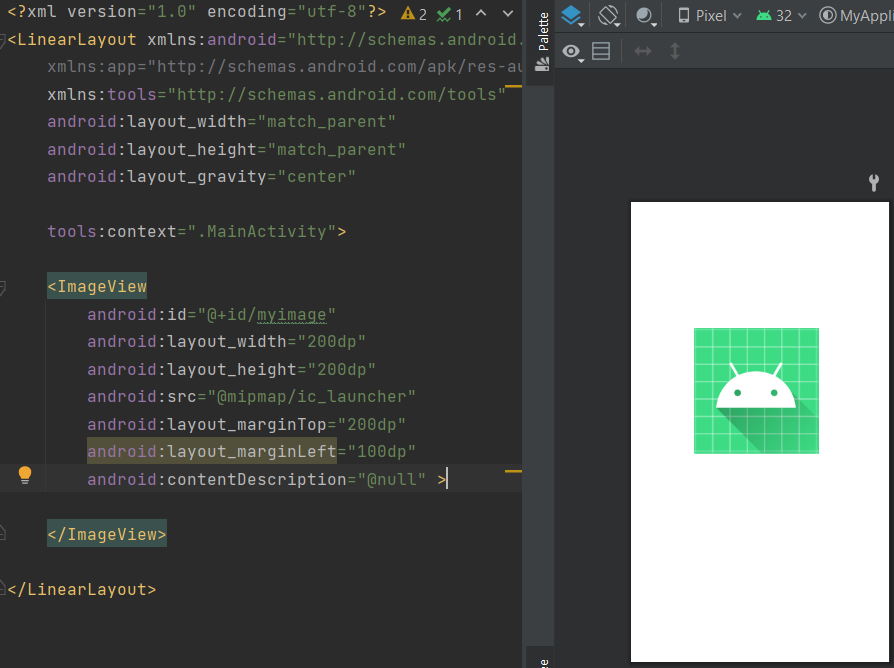 <?xml version="1.0" encoding="utf-8"?>
2 1
<LinearLayout xmlns:android="http://schemas.android.
xmlns:app="http://schemas.android.com/apk/res-au
xmlns:tools="http://schemas.android.com/tools"
android:layout_width="match_parent"
android:layout_height="match_parent"
android:layout_gravity="center"
tools:context=".MainActivity">
<ImageView
android:id="@+id/myimage"
android:layout_width="200dp"
android:layout_height="200dp"
android:src="@mipmap/ic_launcher"
android:layout_marginTop="200dp"
android:layout_marginLeft="100dp"
android:contentDescription="@null" >
</ImageView>
</LinearLayout>
Palette
Pixel 32 MyAppli